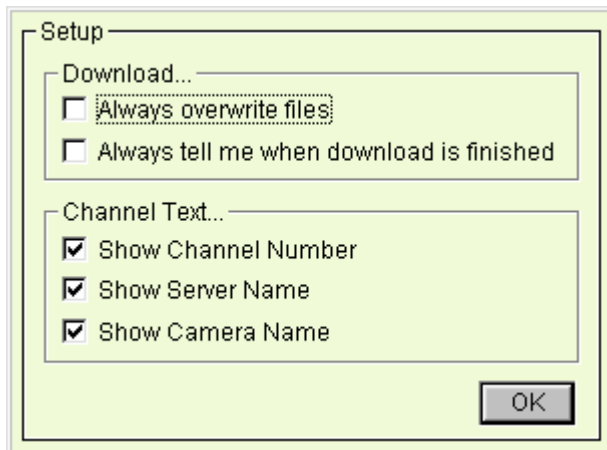 Setup
Download...
Always overwrite files
Always tell me when download is finished
Channel Text...
Show Channel Number
Show Server Name
Show Camera Name
OK